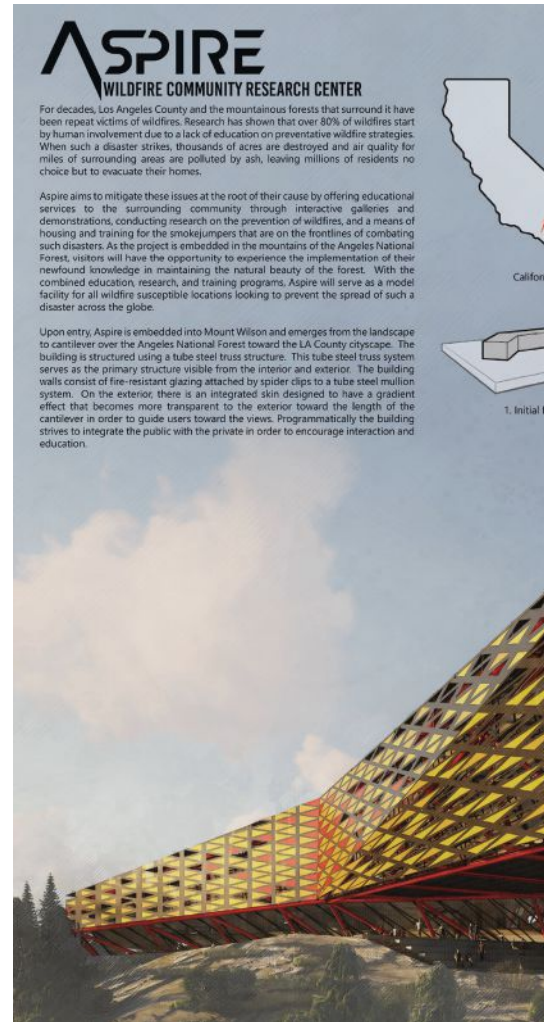 ASPIRE
WILDFIRE COMMUNITY RESEARCH CENTER
For decades, Los Angeles County and the mountainous forests that surround it have
been repeat victims of wildfires. Research has shown that over 80% of wildfires start
by human involvement due to a lack of education on preventative wildfire strategies.
When such a disaster strikes, thousands of acres are destroyed and air quality for
miles of surrounding areas are polluted by ash, leaving millions of residents no
choice but to evacuate their homes.
Aspire aims to mitigate these issues at the root of their cause by offering educational
services to the surrounding community through interactive galleries and
demonstrations, conducting research on the prevention of wildfires, and a means of
housing and training for the smokejumpers that are on the frontlines of combating
such disasters. As the project is embedded in the mountains of the Angeles National
Forest, visitors will have the opportunity to experience the implementation of their
newfound knowledge in maintaining the natural beauty of the forest. With the
combined education, research, and training programs, Aspire will serve as a model
facility for all wildfire susceptible locations looking to prevent the spread of such a
disaster across the globe.
Upon entry, Aspire is embedded into Mount Wilson and emerges from the landscape
to cantilever over the Angeles National Forest toward the LA County cityscape. The
building is structured using a tube steel truss structure. This tube steel truss system
serves as the primary structure visible from the interior and exterior. The building
walls consist of fire-resistant glazing attached by spider clips to a tube steel mullion
system. On the exterior, there is an integrated skin designed to have a gradient
effect that becomes more transparent to the exterior toward the length of the
cantilever in order to guide users toward the views. Programmatically the building
strives to integrate the public with the private in order to encourage interaction and
education.
Californ
1. Initial